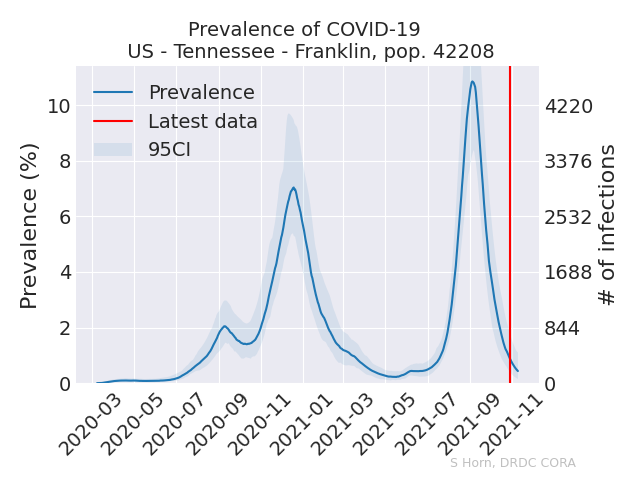 Prevalence of COVID-19
US - Tennessee - Franklin, pop. 42208
Prevalence
Latest data
95CI
Prevalence (%)
10
8
6
4
2
0
4220
3376
2532
1688
844
0
# of infections
2020-03
2020-05
2020-07
2020-09
2020-11
2021-01
2021-03
2021-05
2021-07
2021-09
2021-11
S Horn, DRDC CORA